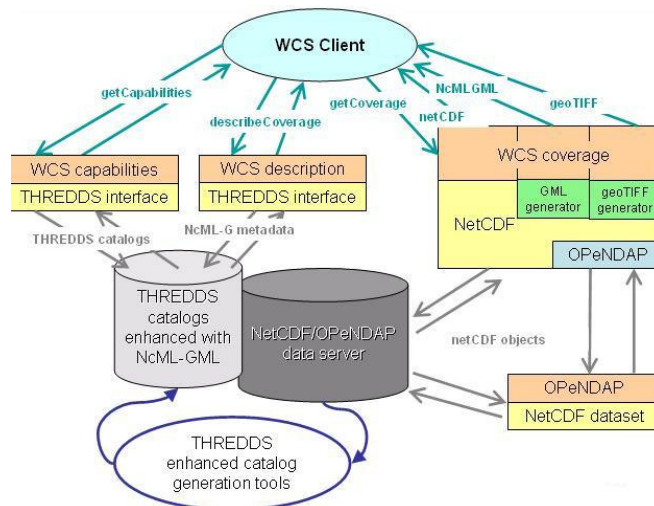 WCS Client
getCapabilities
describeCoverage
getCoverage
netCDF
NcMLGML
geoTIFF
WCS capabilities
THREDDS interface
WCS description
THREDDS interface
WCS coverage
GML
generator
geoTIFF
generator
NetCDF
OPeNDAP
THREDDS catalogs
NcML-G metadata
THREDDS
catalogs
enhanced with
NcML-GML
NetCDF/OPeNDAP
data server
netCDF objects
OPeNDAP
NetCDF dataset
THREDDS
enhanced catalog
generation tools